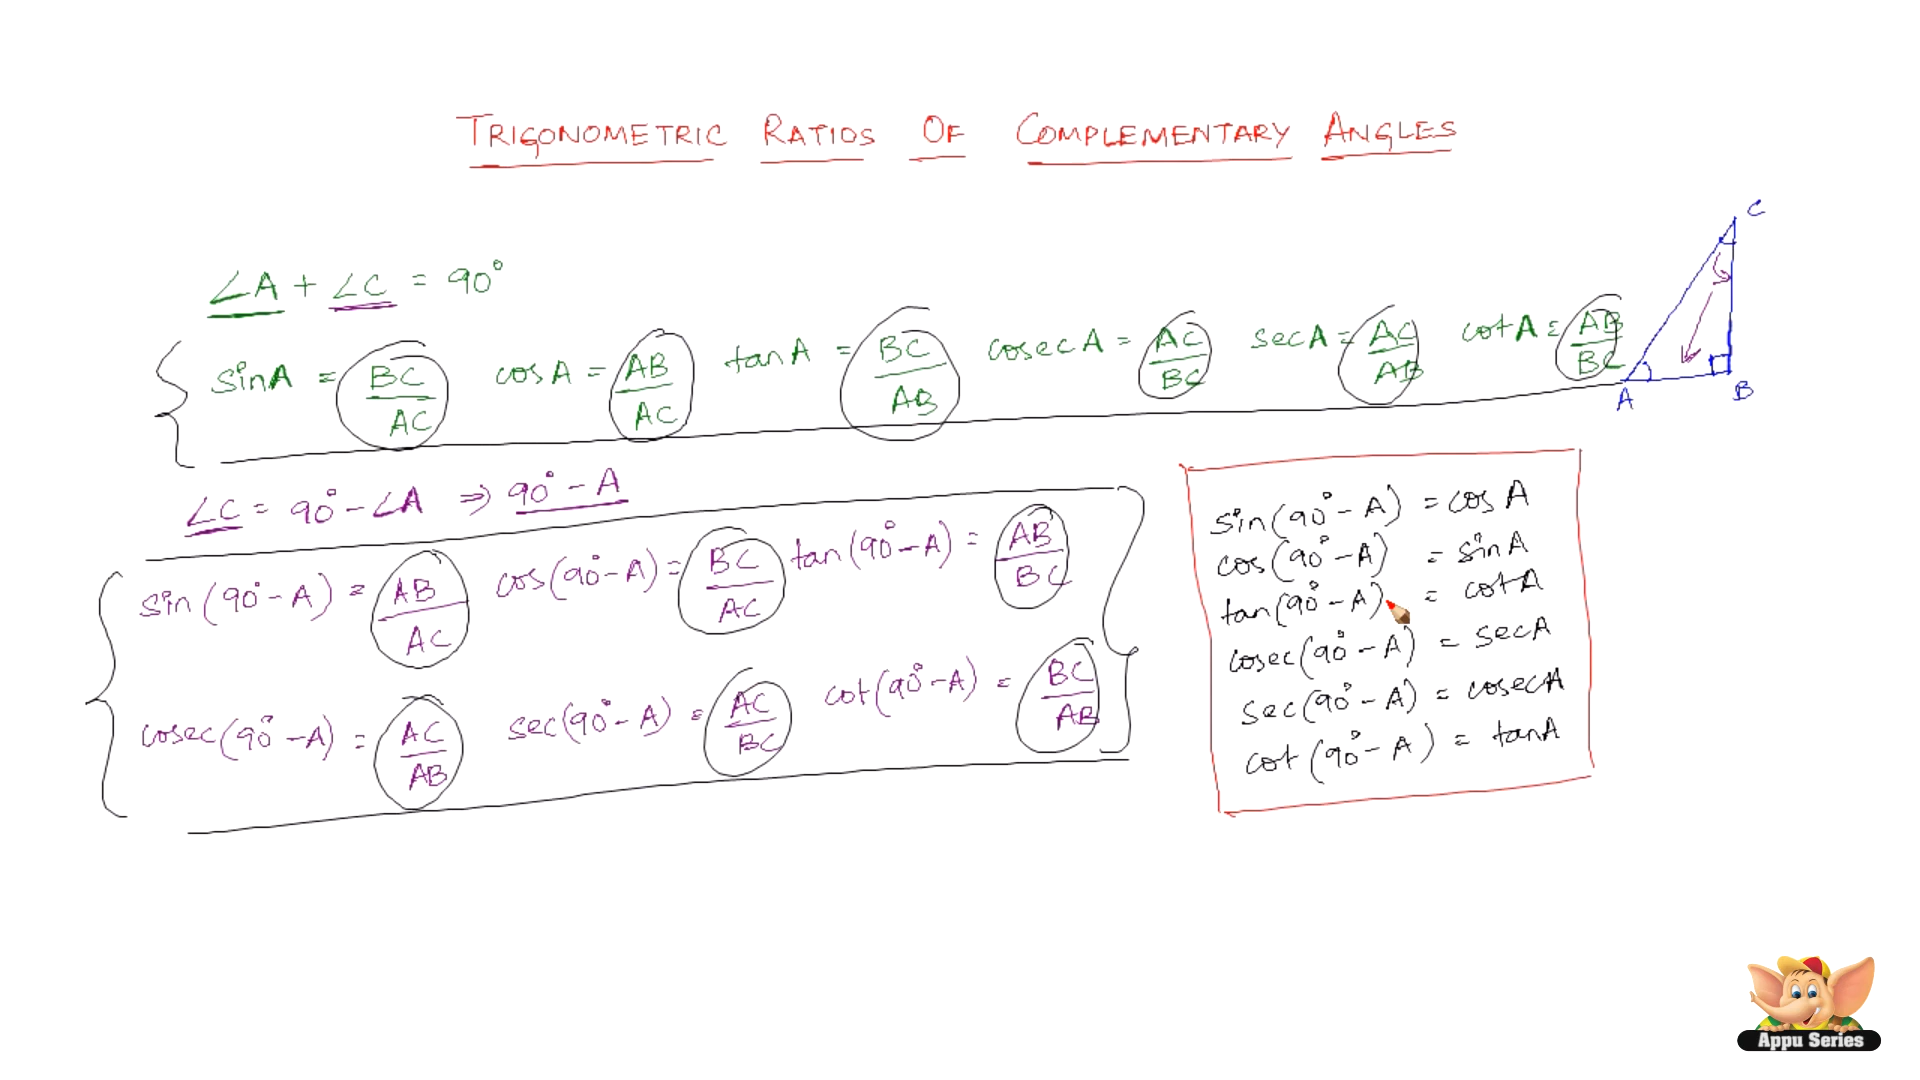 TRIGONOMETRIC RATIOS OF COMPLEMENTARY ANGLES
∠A + ∠C = 90°
sinA = BC/AC cosA = AB/AC tanA = BC/AB cosecA = AC/BC secA = AC/AB cotA = AB/BC
C
A B
∠C = 90° - ∠A ⇒ 90° - A
sin(90° - A) = AB/AC cos(90° - A) = BC/AC tan(90° - A) = AB/BC
cosec(90° - A) = AC/AB sec(90° - A) = AC/BC cot(90° - A) = BC/AB
sin(90° - A) = cosA
cos(90° - A) = sinA
tan(90° - A) = cotA
cosec(90° - A) = secA
sec(90° - A) = cosecA
cot(90° - A) = tanA
Appu Series